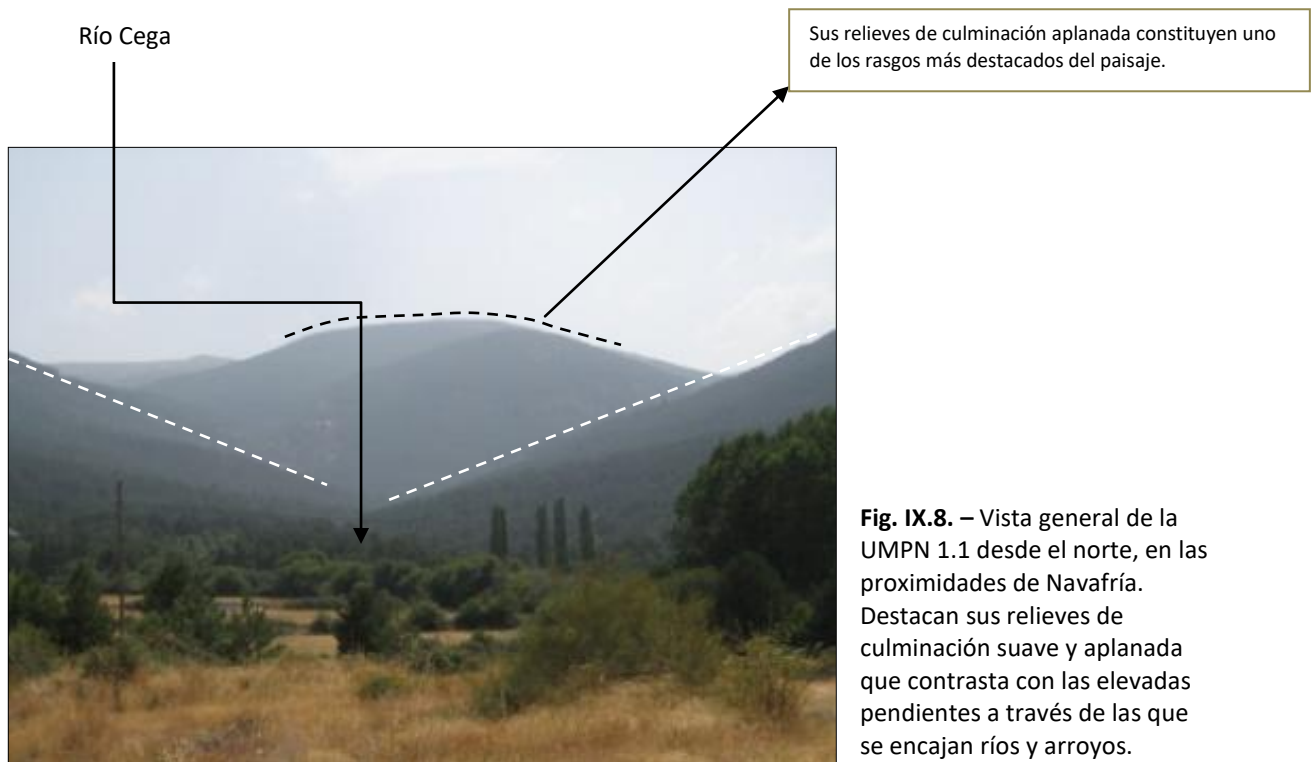 Río Cega
Sus relieves de culminación aplanada constituyen uno
de los rasgos más destacados del paisaje.
Fig. IX.8. – Vista general de la
UMPN 1.1 desde el norte, en las
proximidades de Navafría.
Destacan sus relieves de
culminación suave y aplanada
que contrasta con las elevadas
pendientes a través de las que
se encajan ríos y arroyos.